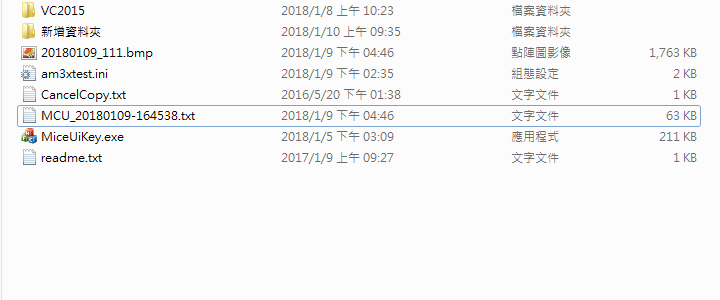 VC2015 2018/1/8 上午 10:23 檔案資料夾
新增資料夾 2018/1/10 上午 09:35 檔案資料夾
20180109_111.bmp 2018/1/9 下午 04:46 點陣圖影像 1,763 KB
am3xtest.ini 2018/1/9 下午 02:35 組態設定 2 KB
CancelCopy.txt 2016/5/20 下午 01:38 文字文件 1 KB
MCU_20180109-164538.txt 2018/1/9 下午 04:46 文字文件 63 KB
MiceUiKey.exe 2018/1/5 下午 03:09 應用程式 211 KB
readme.txt 2017/1/9 上午 09:27 文字文件 1 KB